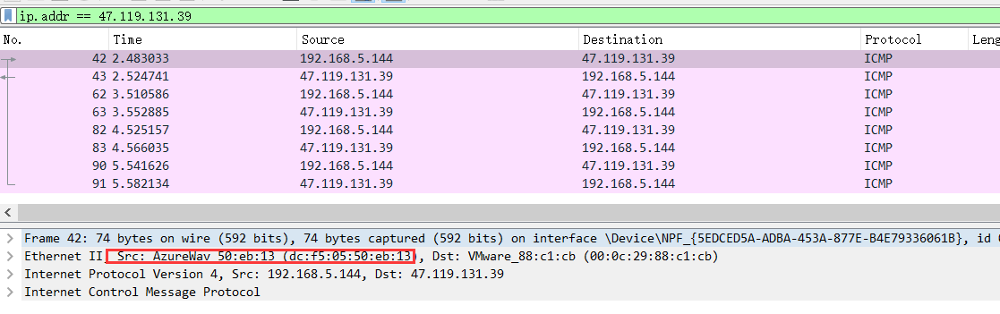 ip.addr == 47.119.131.39
No. Time Source Destination Protocol Leng
42 2.483033 192.168.5.144 47.119.131.39 ICMP
43 2.524741 47.119.131.39 192.168.5.144 ICMP
62 3.510586 192.168.5.144 47.119.131.39 ICMP
63 3.552885 47.119.131.39 192.168.5.144 ICMP
82 4.525157 192.168.5.144 47.119.131.39 ICMP
83 4.566035 47.119.131.39 192.168.5.144 ICMP
90 5.541626 192.168.5.144 47.119.131.39 ICMP
91 5.582134 47.119.131.39 192.168.5.144 ICMP
Frame 42: 74 bytes on wire (592 bits), 74 bytes captured (592 bits) on interface \Device\NPF_{5EDCED5A-ADBA-453A-877E-B4E79336061B}, id
Ethernet II, Src: AzureWav_50:eb:13 (dc:f5:05:50:eb:13), Dst: VMware_88:c1:cb (00:0c:29:88:c1:cb)
Internet Protocol Version 4, Src: 192.168.5.144, Dst: 47.119.131.39
Internet Control Message Protocol